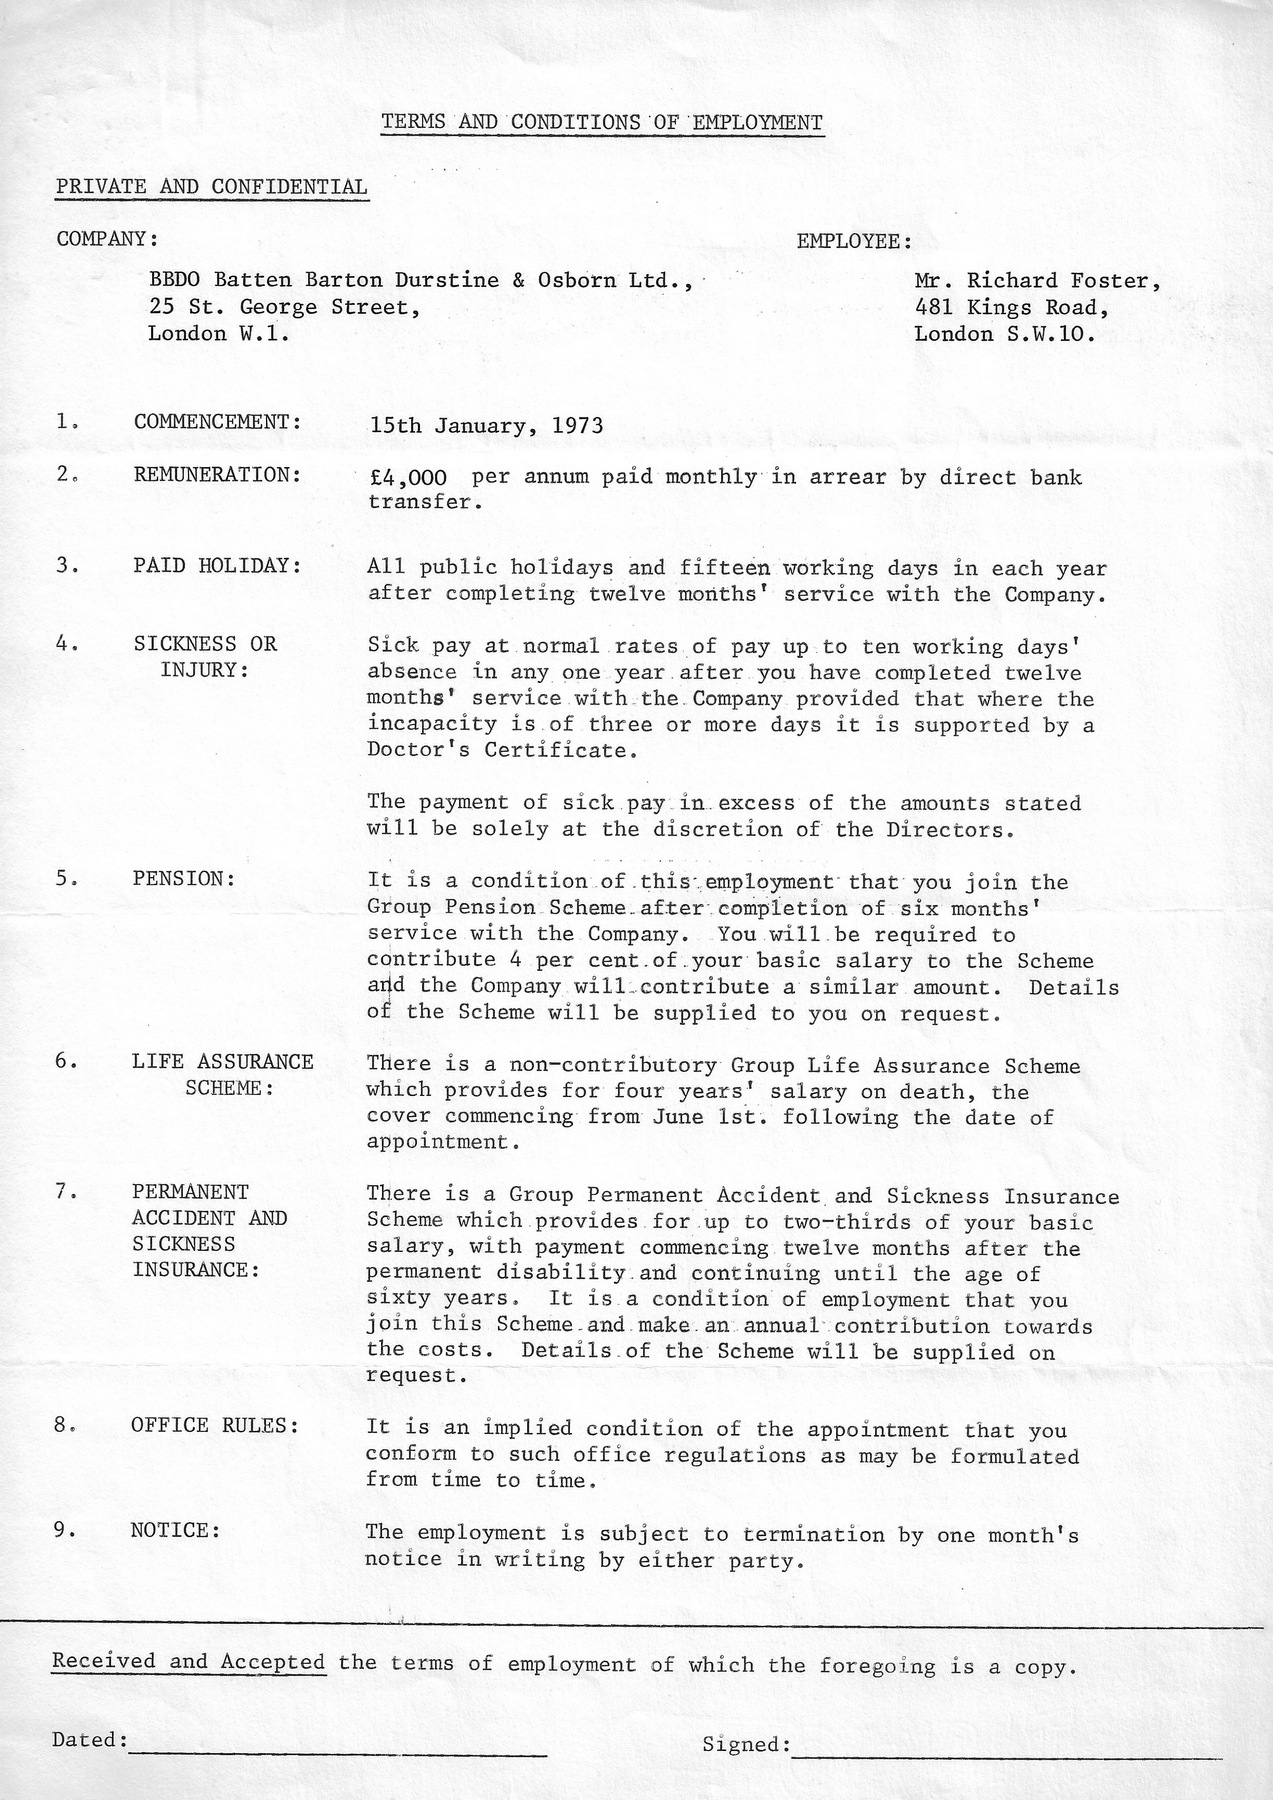 TERMS AND CONDITIONS OF EMPLOYMENT
PRIVATE AND CONFIDENTIAL
COMPANY:
BBDO Batten Barton Durstine & Osborn Ltd.,
25 St. George Street,
London W.1.
EMPLOYEE:
Mr. Richard Foster,
481 Kings Road,
London S.W.10.
1. COMMENCEMENT: 15th January, 1973
2. REMUNERATION: £4,000 per annum paid monthly in arrear by direct bank
transfer.
3. PAID HOLIDAY: All public holidays and fifteen working days in each year
after completing twelve months' service with the Company.
4. SICKNESS OR
INJURY:
Sick pay at normal rates of pay up to ten working days'
absence in any one year after you have completed twelve
months' service with the Company provided that where the
incapacity is of three or more days it is supported by a
Doctor's Certificate.
The payment of sick pay in excess of the amounts stated
will be solely at the discretion of the Directors.
5. PENSION: It is a condition of this employment that you join the
Group Pension Scheme after completion of six months'
service with the Company. You will be required to
contribute 4 per cent of your basic salary to the Scheme
and the Company will contribute a similar amount. Details
of the Scheme will be supplied to you on request.
6. LIFE ASSURANCE
SCHEME:
There is a non-contributory Group Life Assurance Scheme
which provides for four years' salary on death, the
cover commencing from June 1st. following the date of
appointment.
7. PERMANENT
ACCIDENT AND
SICKNESS
INSURANCE:
There is a Group Permanent Accident and Sickness Insurance
Scheme which provides for up to two-thirds of your basic
salary, with payment commencing twelve months after the
permanent disability and continuing until the age of
sixty years. It is a condition of employment that you
join this Scheme and make an annual contribution towards
the costs. Details of the Scheme will be supplied on
request.
8. OFFICE RULES: It is an implied condition of the appointment that you
conform to such office regulations as may be formulated
from time to time.
9. NOTICE: The employment is subject to termination by one month's
notice in writing by either party.
Received and Accepted the terms of employment of which the foregoing is a copy.
Dated: Signed: